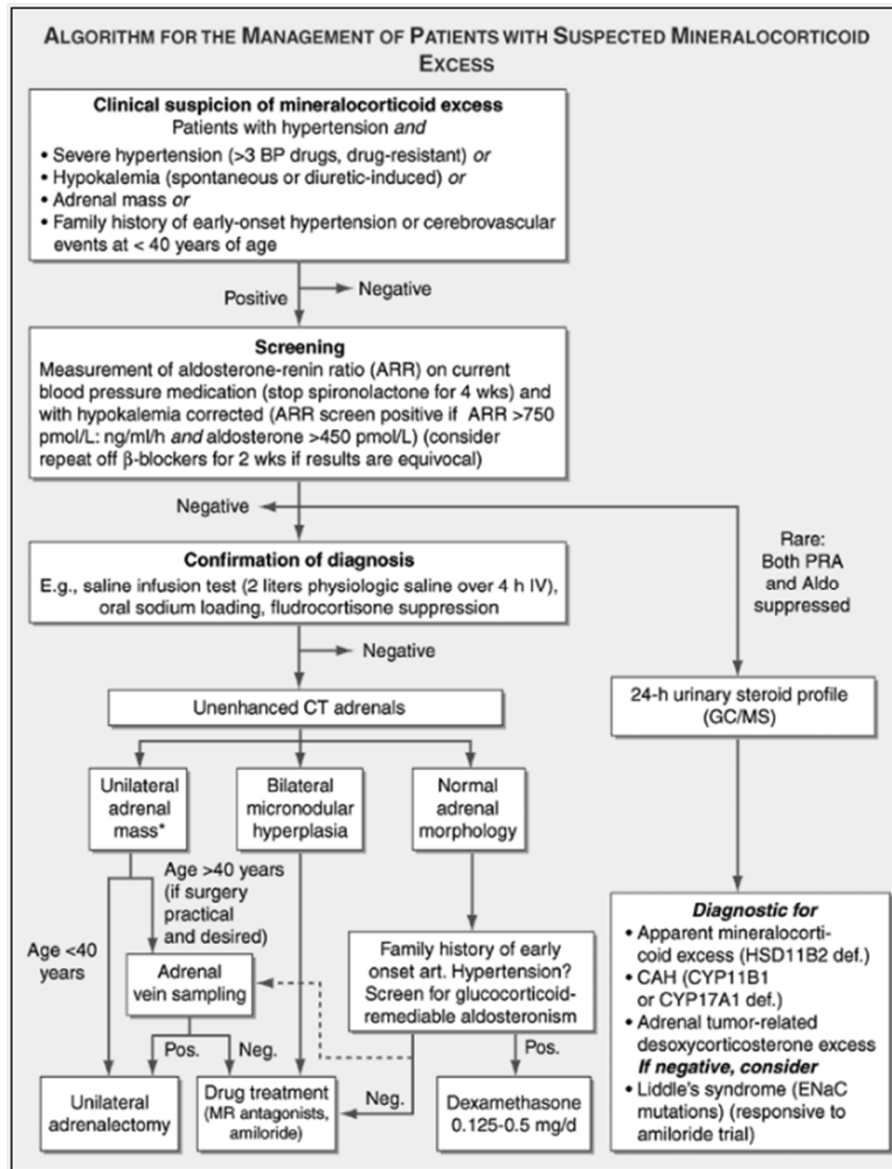 ALGORITHM FOR THE MANAGEMENT OF PATIENTS WITH SUSPECTED MINERALOCORTICOID
EXCESS
Clinical suspicion of mineralocorticoid excess
Patients with hypertension and
• Severe hypertension (>3 BP drugs, drug-resistant) or
• Hypokalemia (spontaneous or diuretic-induced) or
• Adrenal mass or
• Family history of early-onset hypertension or cerebrovascular
events at < 40 years of age
Positive
Negative
Screening
Measurement of aldosterone-renin ratio (ARR) on current
blood pressure medication (stop spironolactone for 4 wks) and
with hypokalemia corrected (ARR screen positive if ARR >750
pmol/L: ng/ml/h and aldosterone >450 pmol/L) (consider
repeat off β-blockers for 2 wks if results are equivocal)
Negative
Rare:
Both PRA
and Aldo
suppressed
Confirmation of diagnosis
E.g., saline infusion test (2 liters physiologic saline over 4 h IV),
oral sodium loading, fludrocortisone suppression
Negative
Unenhanced CT adrenals
24-h urinary steroid profile
(GC/MS)
Unilateral
adrenal
mass*
Bilateral
micronodular
hyperplasia
Normal
adrenal
morphology
Age >40 years
(if surgery
practical
and desired)
Age <40
years
Adrenal
vein sampling
Family history of early
onset art. Hypertension?
Screen for glucocorticoid-
remediable aldosteronism
Pos.
Neg.
Neg.
Pos.
Unilateral
adrenalectomy
Drug treatment
(MR antagonists,
amiloride)
Dexamethasone
0.125-0.5 mg/d
Diagnostic for
• Apparent mineralocorti-
coid excess (HSD11B2 def.)
• CAH (CYP11B1
or CYP17A1 def.)
• Adrenal tumor-related
desoxycorticosterone excess
If negative, consider
• Liddle's syndrome (ENaC
mutations) (responsive to
amiloride trial)